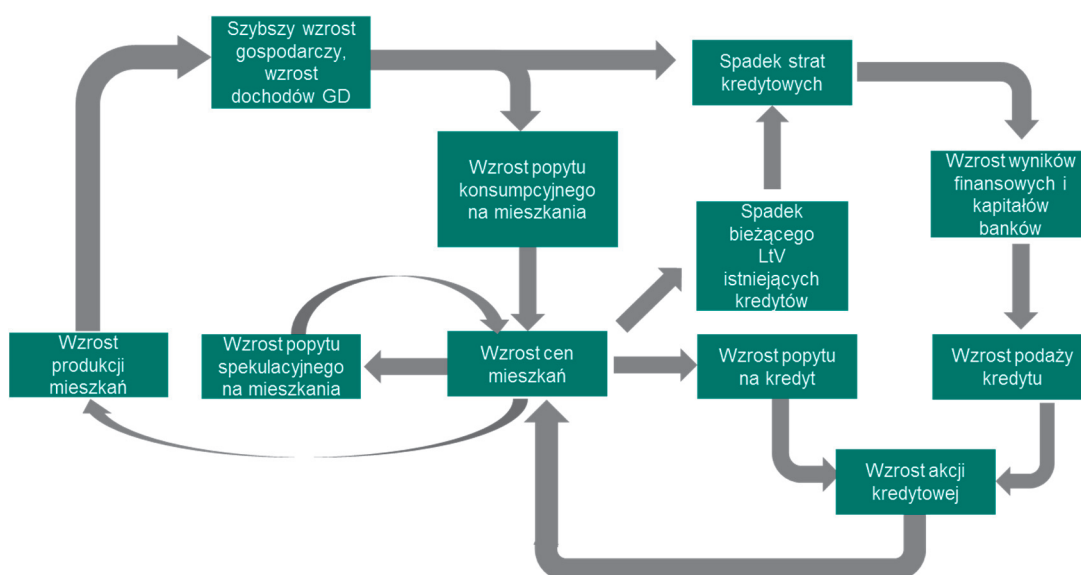 Szybszy wzrost
gospodarczy,
wzrost
dochodów GD
Spadek strat
kredytowych
Wzrost popytu
konsumpcyjnego
na mieszkania
Wzrost wyników
finansowych i
kapitałów
banków
Spadek
bieżącego
LtV
istniejących
kredytów
Wzrost
produkcji
mieszkań
Wzrost popytu
spekulacyjnego
na mieszkania
Wzrost cen
mieszkań
Wzrost popytu
na kredyt
Wzrost podaży
kredytu
Wzrost akcji
kredytowej